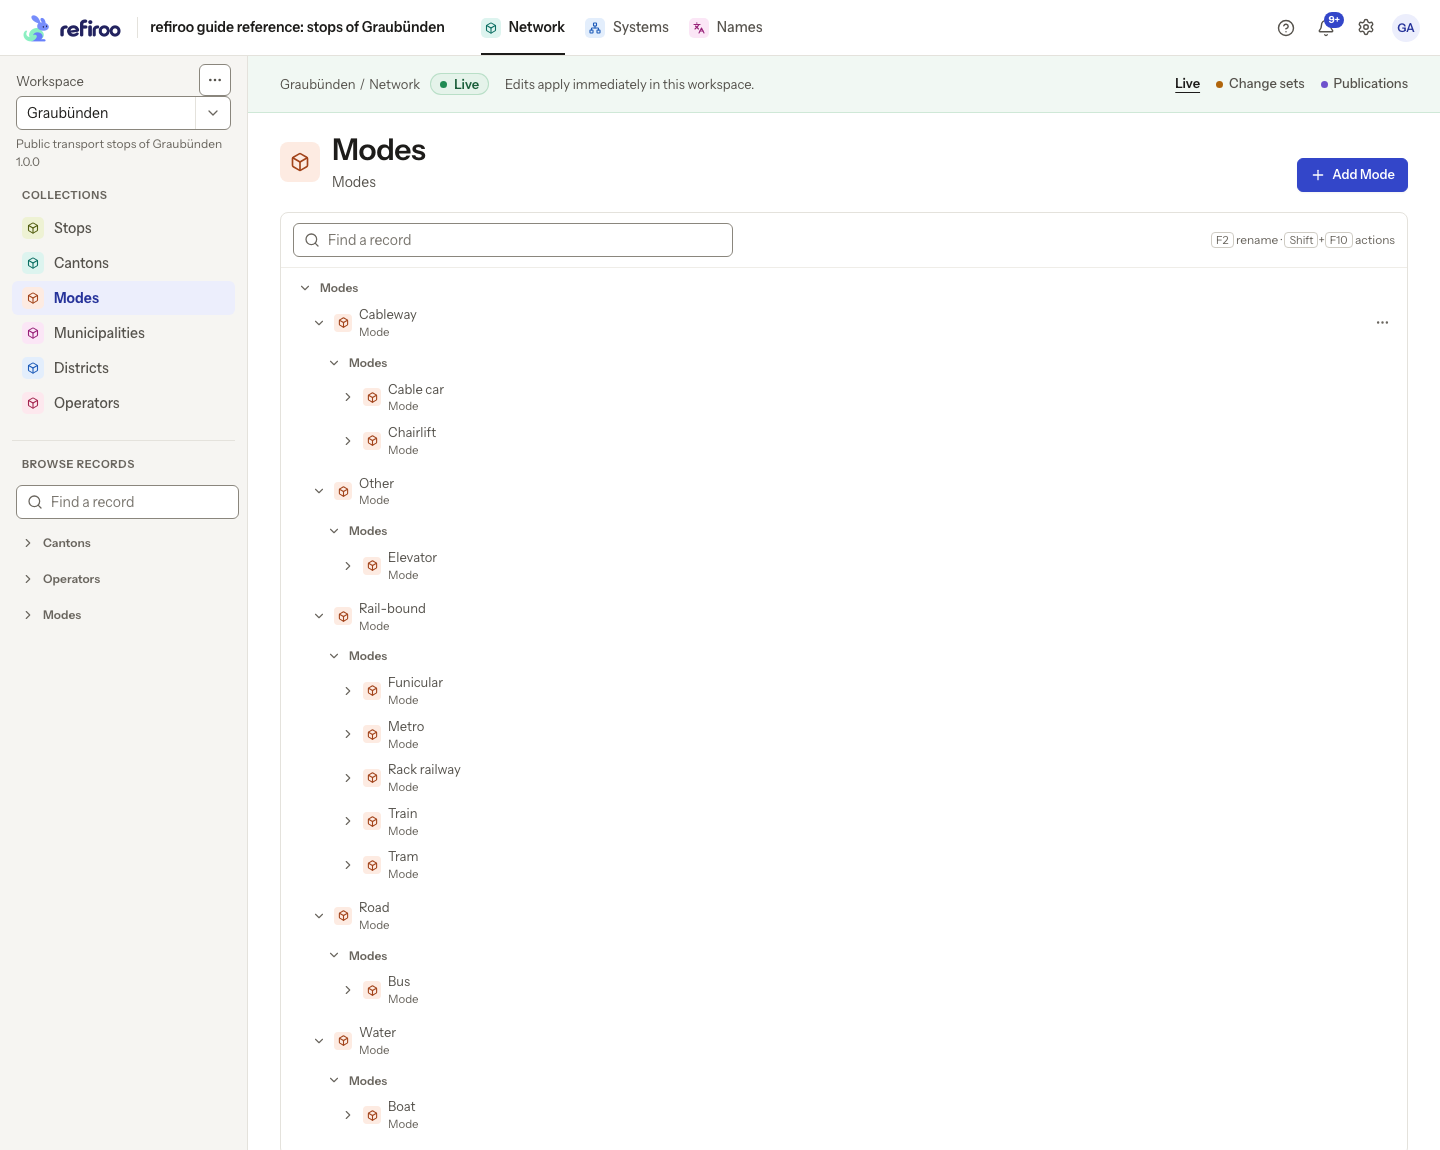 refiroo
refiroo guide reference: stops of Graubünden
Network
Systems
Names
9+
GA
Workspace
Graubünden
Public transport stops of Graubünden
1.0.0
COLLECTIONS
Stops
Cantons
Modes
Municipalities
Districts
Operators
BROWSE RECORDS
Find a record
Cantons
Operators
Modes
Graubünden / Network
Live
Edits apply immediately in this workspace.
Live
Change sets
Publications
Modes
Modes
Add Mode
Find a record
F2 rename · Shift + F10 actions
Modes
Cableway
Mode
Modes
Cable car
Mode
Chairlift
Mode
Other
Mode
Modes
Elevator
Mode
Rail-bound
Mode
Modes
Funicular
Mode
Metro
Mode
Rack railway
Mode
Train
Mode
Tram
Mode
Road
Mode
Modes
Bus
Mode
Water
Mode
Modes
Boat
Mode